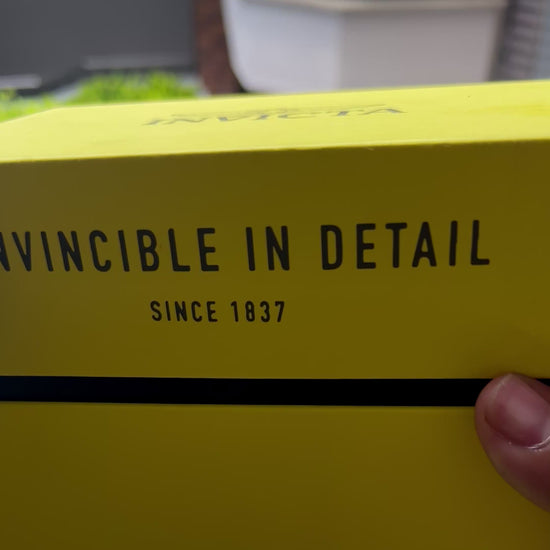 INVICTA
NVINCIBLE IN DETAIL
SINCE 1837